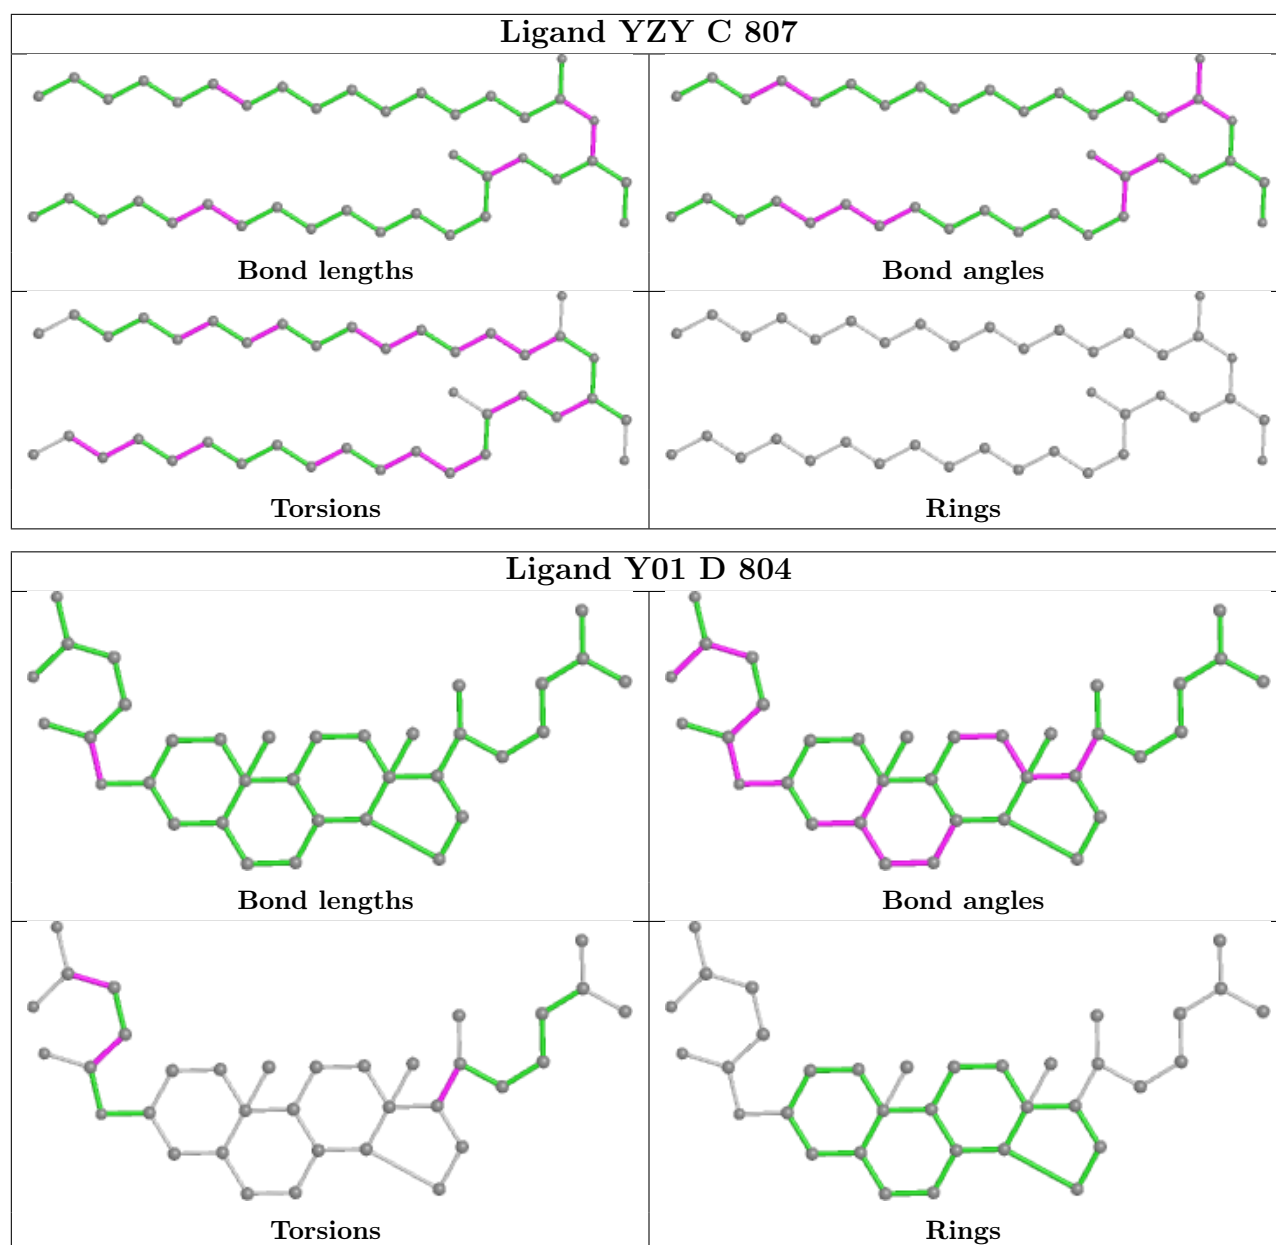 Ligand YZY C 807
Bond lengths
Bond angles
Torsions
Rings
Ligand Y01 D 804
Bond lengths
Bond angles
Torsions
Rings